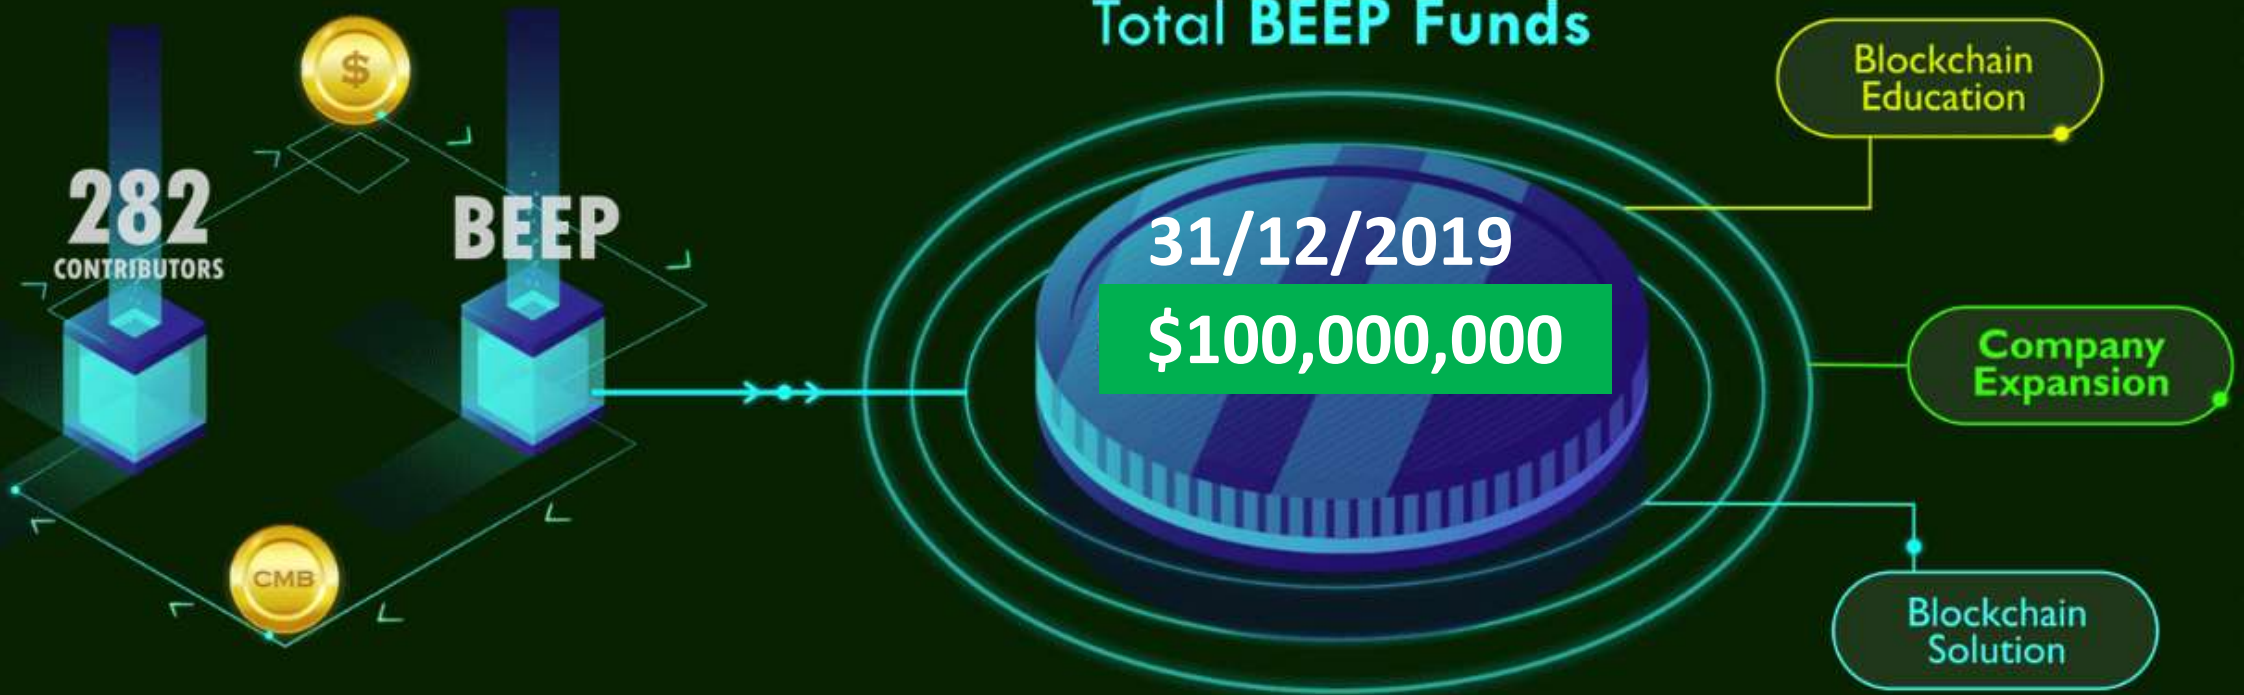 Total BEEP Funds
$
Blockchain
Education
282
CONTRIBUTORS
BEEP
31/12/2019
$100,000,000
Company
Expansion
CMB
Blockchain
Solution